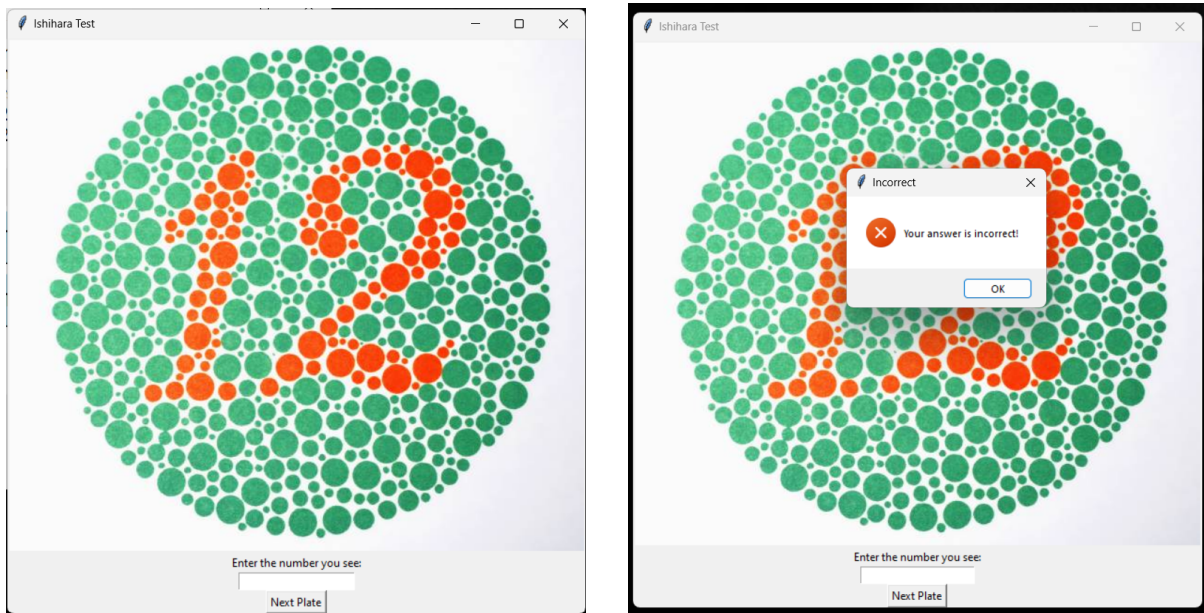 Ishihara Test
12
Enter the number you see:
Next Plate
Ishihara Test
Incorrect
Your answer is incorrect!
OK
Enter the number you see:
Next Plate